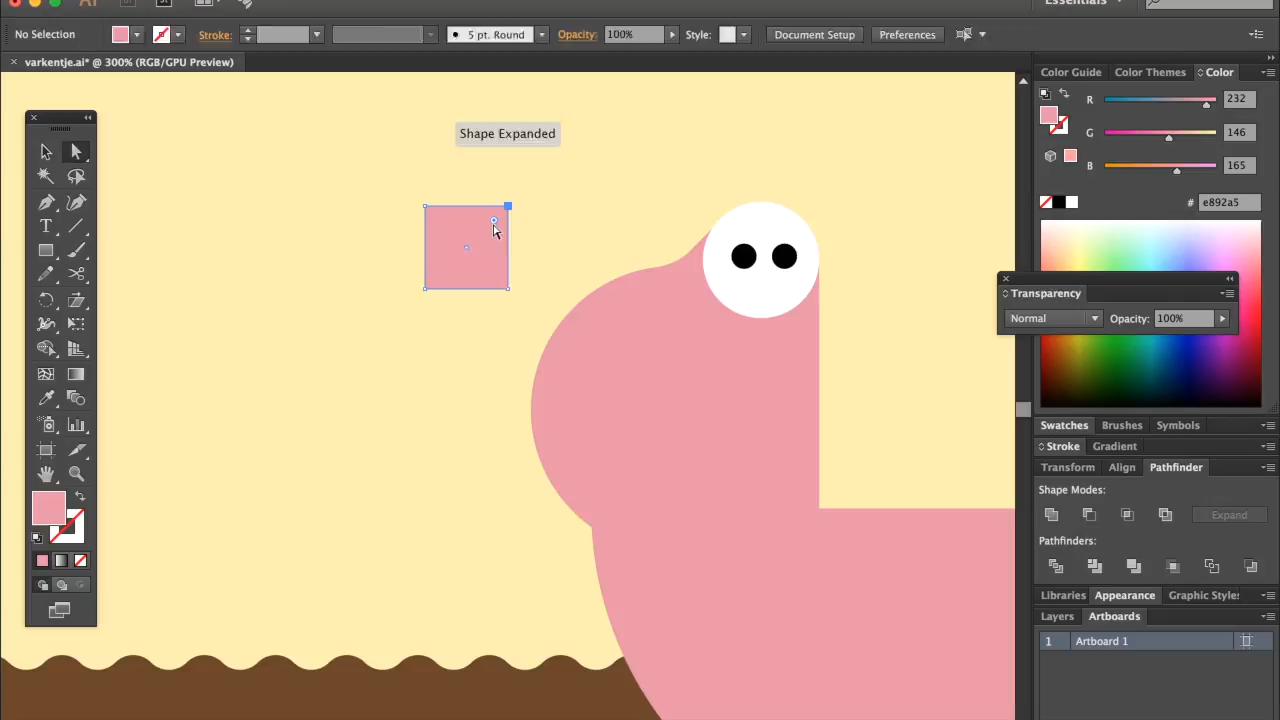 Ai
Essentials
No Selection
Stroke:
5 pt. Round
Opacity: 100%
Style:
Document Setup
Preferences
varkentje.ai* @ 300% (RGB/GPU Preview)
Color Guide
Color Themes
Color
R 232
G 146
B 165
# e892a5
Shape Expanded
T
Transparency
Normal
Opacity: 100%
Swatches
Brushes
Symbols
Stroke
Gradient
Transform
Align
Pathfinder
Shape Modes:
Expand
Pathfinders:
Libraries
Appearance
Graphic Styles
Layers
Artboards
1 Artboard 1